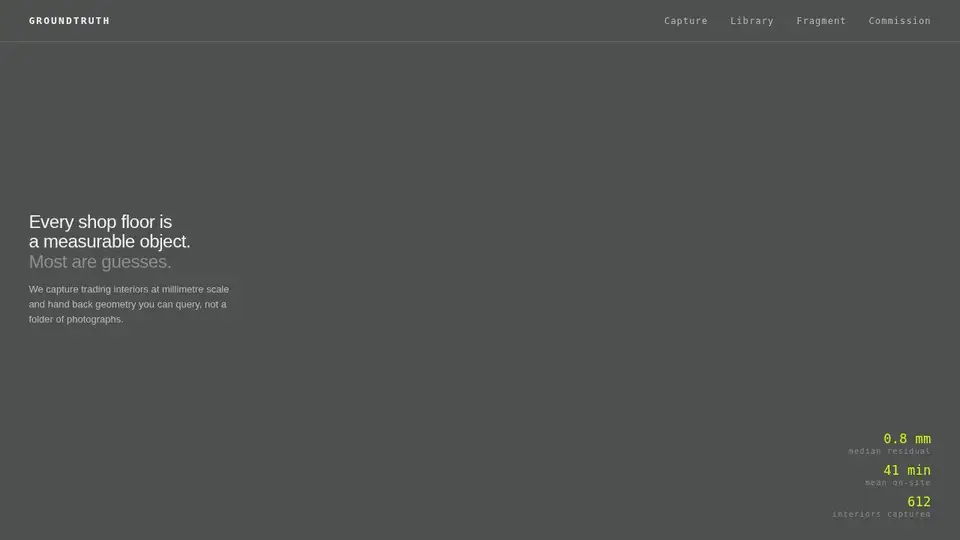 GROUNDTRUTH
Capture Library Fragment Commission
Every shop floor is
a measurable object.
Most are guesses.
We capture trading interiors at millimetre scale
and hand back geometry you can query, not a
folder of photographs.
0.8 mm
median residual
41 min
mean on-site
612
interiors captured